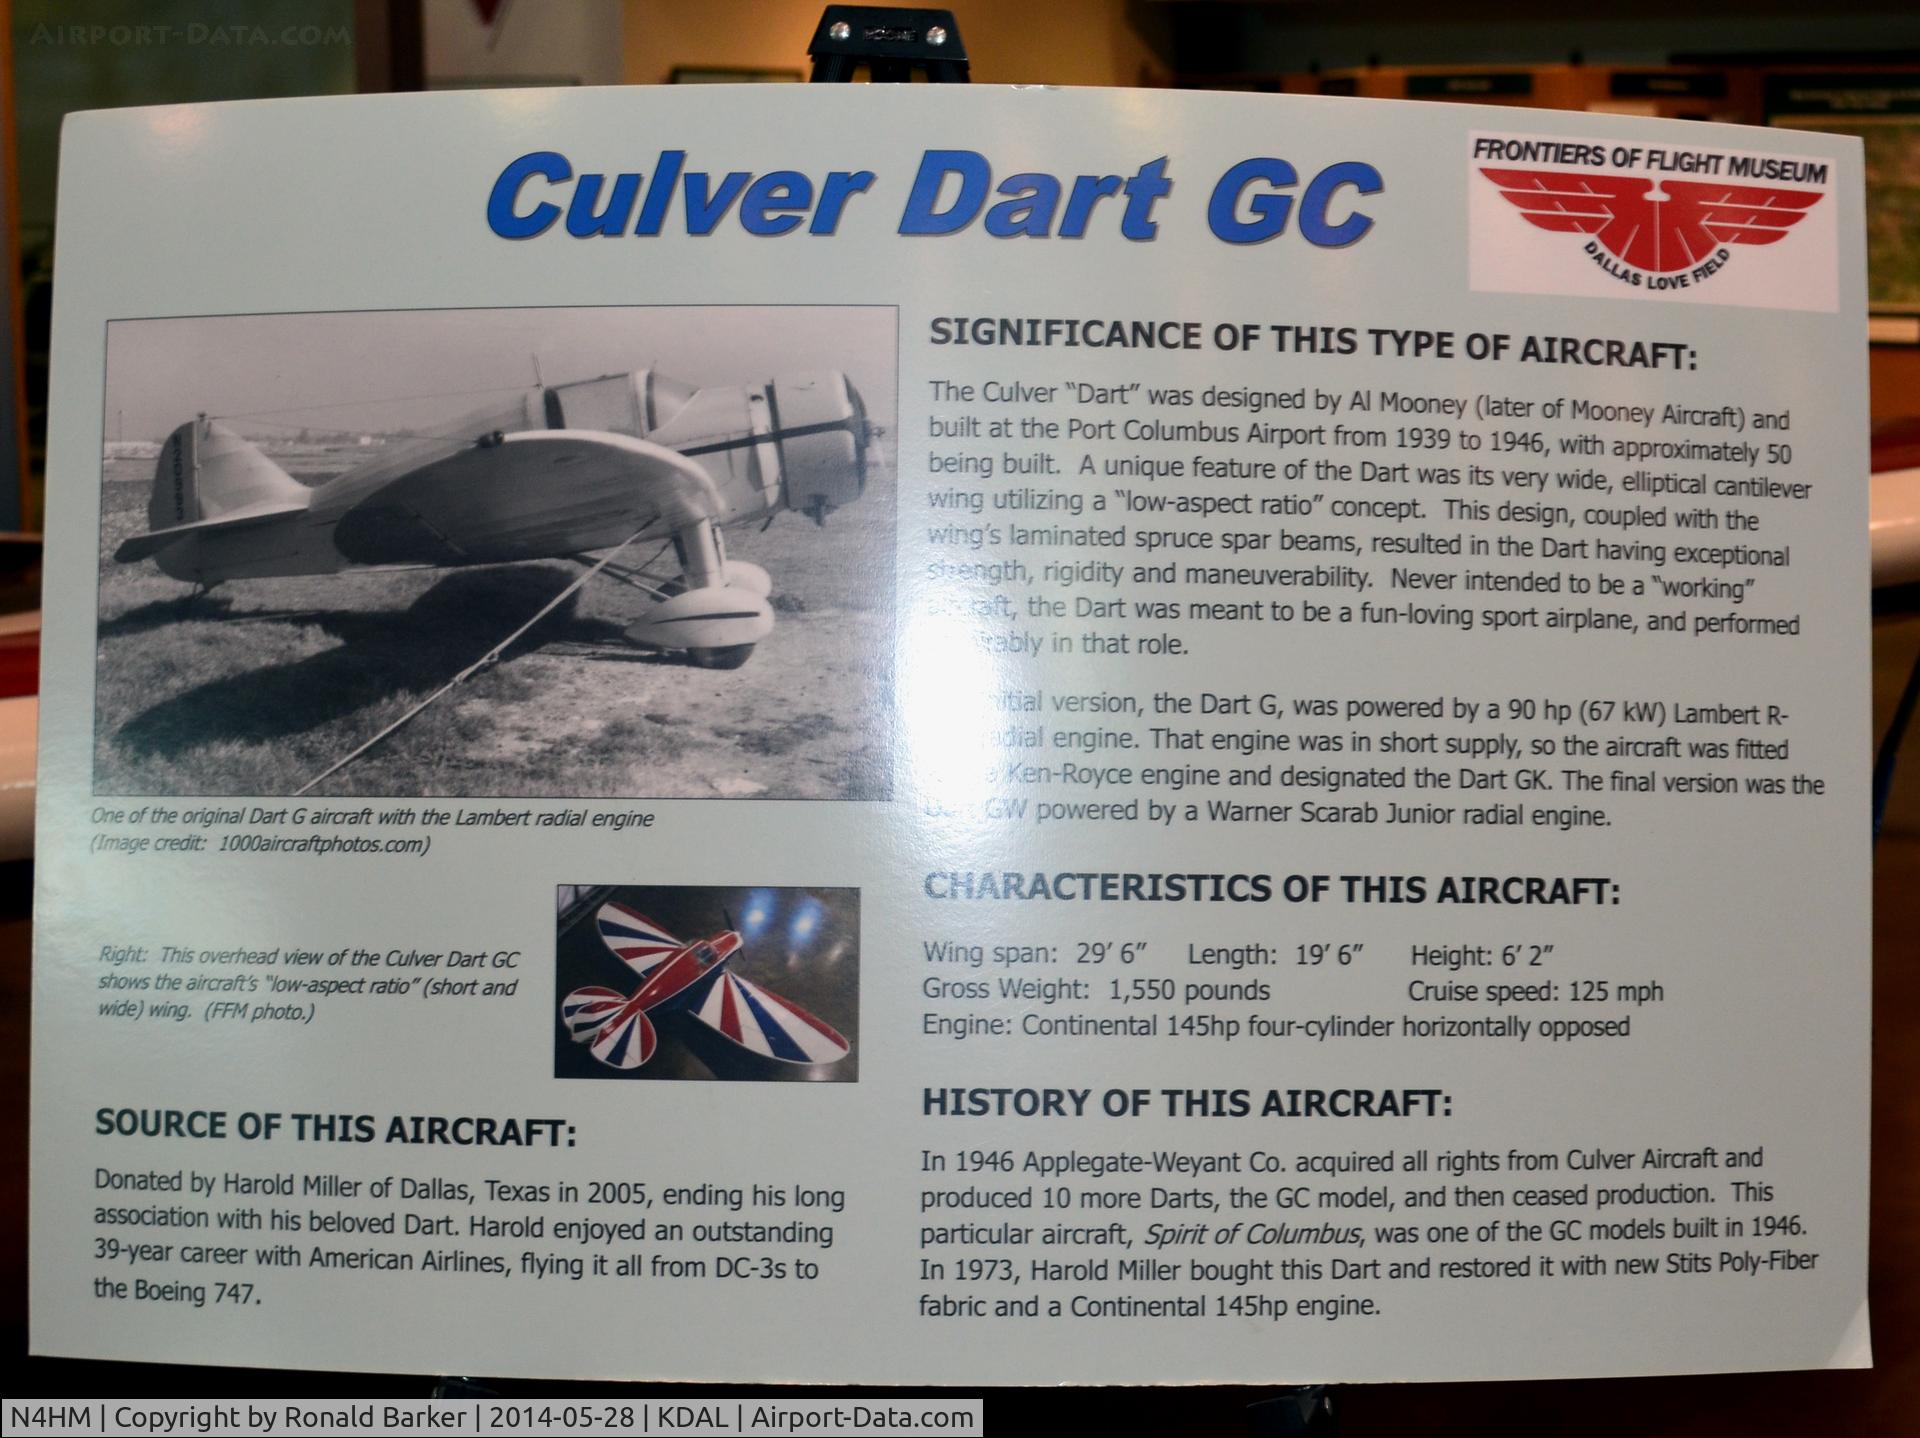 AIRPORT-DATA.COM
Culver Dart GC
FRONTIERS OF FLIGHT MUSEUM
DALLAS LOVE FIELD
One of the original Dart G aircraft with the Lambert radial engine
(Image credit: 1000aircraftphotos.com)
Right: This overhead view of the Culver Dart GC
shows the aircraft's "low-aspect ratio" (short and
wide) wing. (FFM photo.)
SOURCE OF THIS AIRCRAFT:
Donated by Harold Miller of Dallas, Texas in 2005, ending his long
association with his beloved Dart. Harold enjoyed an outstanding
39-year career with American Airlines, flying it all from DC-3s to
the Boeing 747.
SIGNIFICANCE OF THIS TYPE OF AIRCRAFT:
The Culver "Dart" was designed by Al Mooney (later of Mooney Aircraft) and
built at the Port Columbus Airport from 1939 to 1946, with approximately 50
being built. A unique feature of the Dart was its very wide, elliptical cantilever
wing utilizing a "low-aspect ratio" concept. This design, coupled with the
wing's laminated spruce spar beams, resulted in the Dart having exceptional
strength, rigidity and maneuverability. Never intended to be a "working"
aircraft, the Dart was meant to be a fun-loving sport airplane, and performed
in that role.
initial version, the Dart G, was powered by a 90 hp (67 kW) Lambert R-
radial engine. That engine was in short supply, so the aircraft was fitted
a Ken-Royce engine and designated the Dart GK. The final version was the
Dart GW powered by a Warner Scarab Junior radial engine.
CHARACTERISTICS OF THIS AIRCRAFT:
Wing span: 29' 6" Length: 19' 6" Height: 6' 2"
Gross Weight: 1,550 pounds Cruise speed: 125 mph
Engine: Continental 145hp four-cylinder horizontally opposed
HISTORY OF THIS AIRCRAFT:
In 1946 Applegate-Weyant Co. acquired all rights from Culver Aircraft and
produced 10 more Darts, the GC model, and then ceased production. This
particular aircraft, Spirit of Columbus, was one of the GC models built in 1946.
In 1973, Harold Miller bought this Dart and restored it with new Stits Poly-Fiber
fabric and a Continental 145hp engine.
N4HM | Copyright by Ronald Barker | 2014-05-28 | KDAL | Airport-Data.com